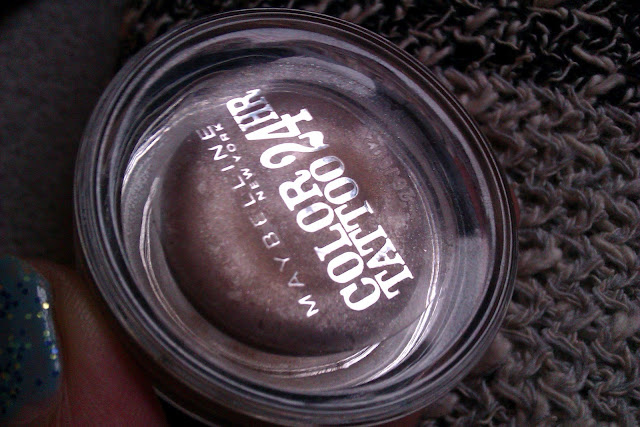 MAYBELLINE
NEW YORK
COLOR 24HR
TATTOO